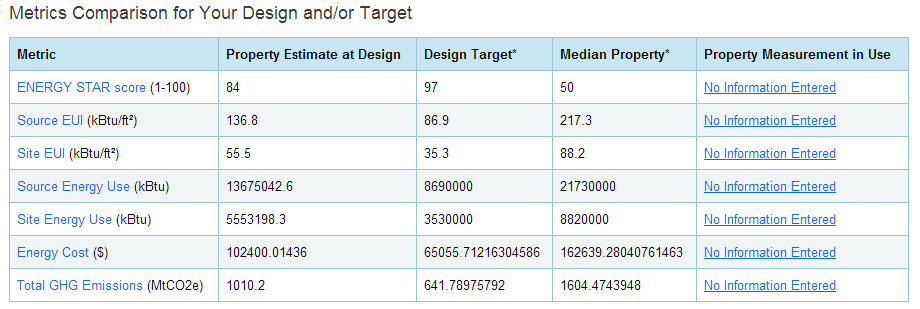 Metrics Comparison for Your Design and/or Target
Metric Property Estimate at Design Design Target* Median Property* Property Measurement in Use
ENERGY STAR score (1-100) 84 97 50 No Information Entered
Source EUI (kBtu/ft²) 136.8 86.9 217.3 No Information Entered
Site EUI (kBtu/ft²) 55.5 35.3 88.2 No Information Entered
Source Energy Use (kBtu) 13675042.6 8690000 21730000 No Information Entered
Site Energy Use (kBtu) 5553198.3 3530000 8820000 No Information Entered
Energy Cost ($) 102400.01436 65055.71216304586 162639.28040761463 No Information Entered
Total GHG Emissions (MtCO2e) 1010.2 641.78975792 1604.4743948 No Information Entered